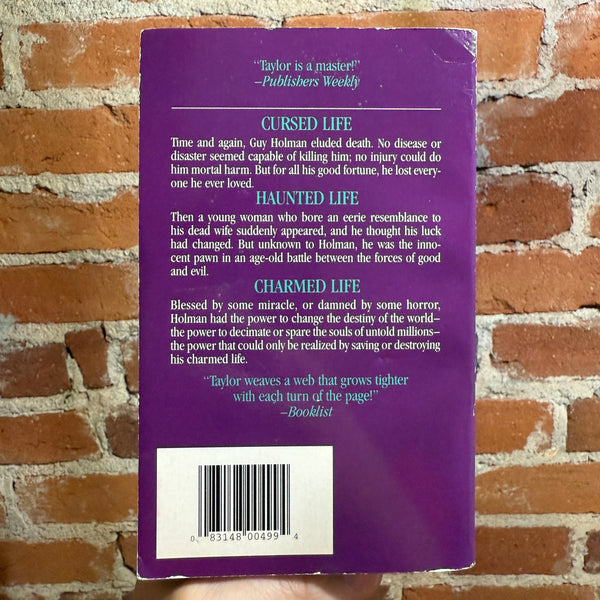 “Taylor is a master!”
–Publishers Weekly
CURSED LIFE
Time and again, Guy Holman eluded death. No disease or
disaster seemed capable of killing him; no injury could do
him mortal harm. But for all his good fortune, he lost every-
one he ever loved.
HAUNTED LIFE
Then a young woman who bore an eerie resemblance to
his dead wife suddenly appeared, and he thought his luck
had changed. But unknown to Holman, he was the inno-
cent pawn in an age-old battle between the forces of good
and evil.
CHARMED LIFE
Blessed by some miracle, or damned by some horror,
Holman had the power to change the destiny of the world–
the power to decimate or spare the souls of untold millions–
the power that could only be realized by saving or destroying
his charmed life.
“Taylor weaves a web that grows tighter
with each turn of the page!”
–Booklist
0 83148 00499 4